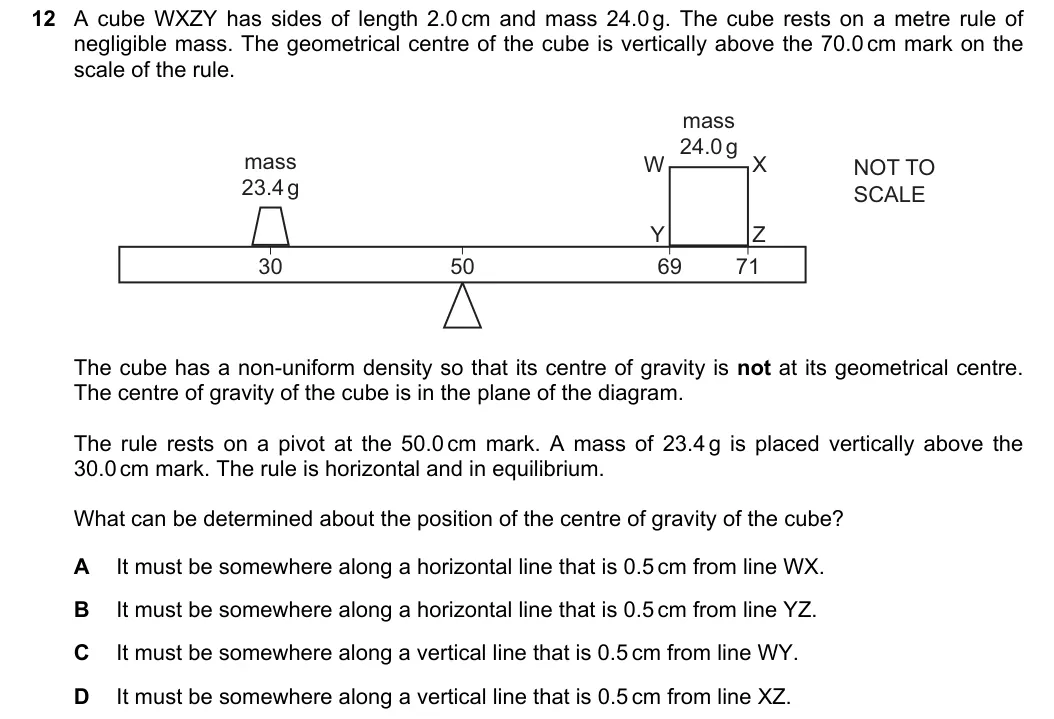 12 A cube WXZY has sides of length 2.0 cm and mass 24.0 g. The cube rests on a metre rule of
negligible mass. The geometrical centre of the cube is vertically above the 70.0 cm mark on the
scale of the rule.
mass
24.0 g
mass
23.4 g
W
X
NOT TO
SCALE
Y
Z
30
50
69
71
The cube has a non-uniform density so that its centre of gravity is not at its geometrical centre.
The centre of gravity of the cube is in the plane of the diagram.
The rule rests on a pivot at the 50.0 cm mark. A mass of 23.4 g is placed vertically above the
30.0 cm mark. The rule is horizontal and in equilibrium.
What can be determined about the position of the centre of gravity of the cube?
A It must be somewhere along a horizontal line that is 0.5 cm from line WX.
B It must be somewhere along a horizontal line that is 0.5 cm from line YZ.
C It must be somewhere along a vertical line that is 0.5 cm from line WY.
D It must be somewhere along a vertical line that is 0.5 cm from line XZ.